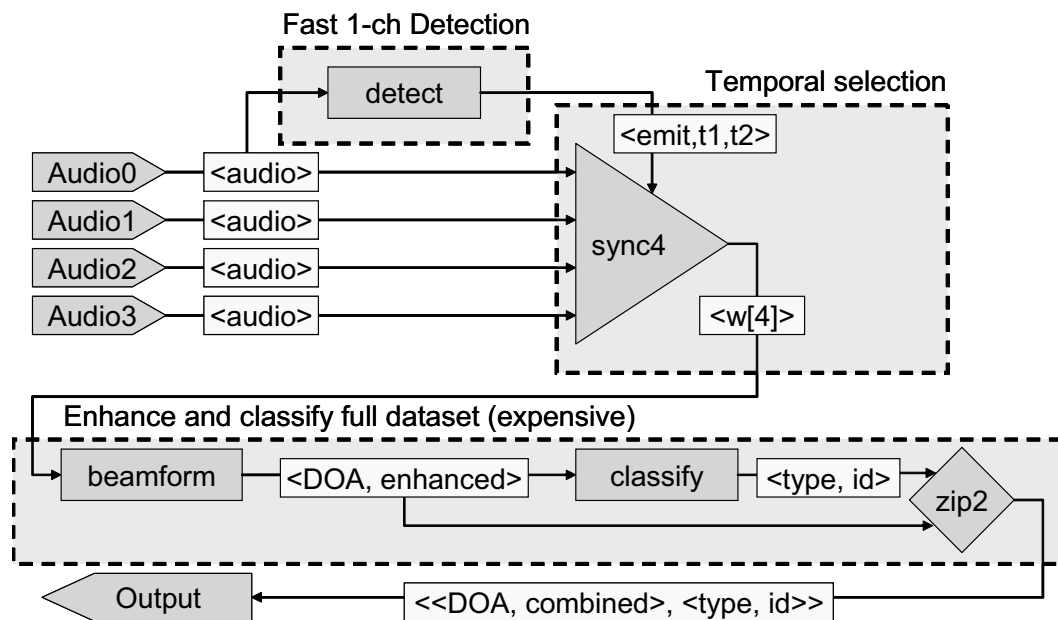 Fast 1-ch Detection
detect
Temporal selection
<emit,t1,t2>
Audio0
<audio>
Audio1
<audio>
sync4
Audio2
<audio>
Audio3
<audio>
<w[4]>
Enhance and classify full dataset (expensive)
beamform
<DOA, enhanced>
classify
<type, id>
zip2
Output
<<DOA, combined>, <type, id>>